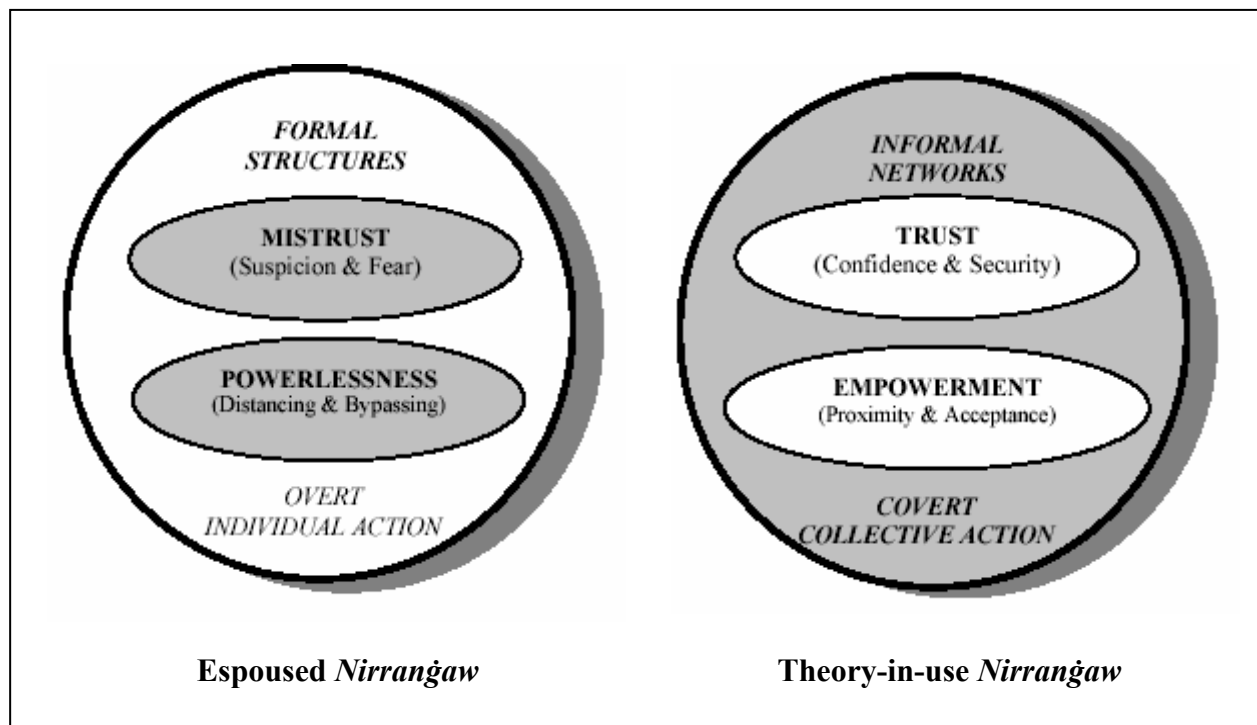 FORMAL
STRUCTURES
MISTRUST
(Suspicion & Fear)
POWERLESSNESS
(Distancing & Bypassing)
OVERT
INDIVIDUAL ACTION
Espoused Nirranġaw
INFORMAL
NETWORKS
TRUST
(Confidence & Security)
EMPOWERMENT
(Proximity & Acceptance)
COVERT
COLLECTIVE ACTION
Theory-in-use Nirranġaw